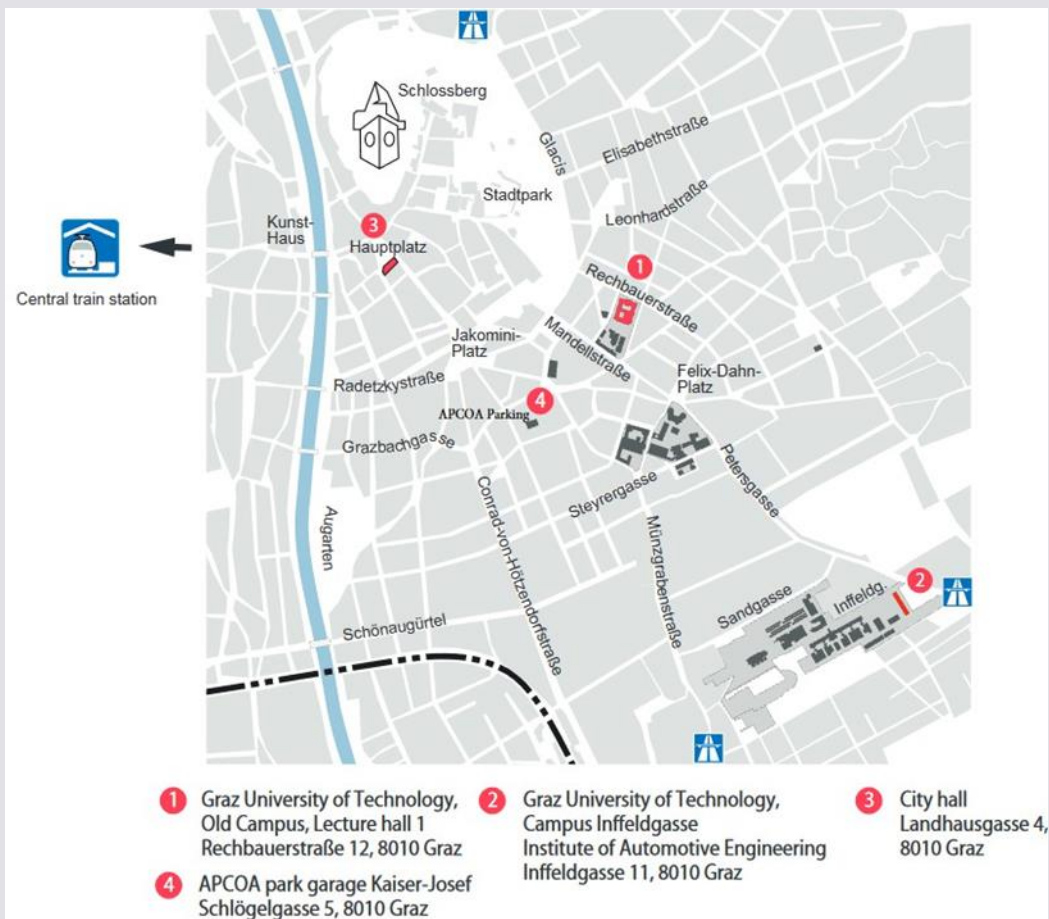 Schlossberg
Glacis
Elisabethstraße
Stadtpark
Leonhardstraße
Kunst-
Haus
3
Hauptplatz
1
Rechbauerstraße
Central train station
Jakomini-
Platz
Mandellstraße
Felix-Dahn-
Platz
Radetzkystraße
4
APCOA Parking
Grazbachgasse
Steyrergasse
Petersgasse
Conrad-von-Hötzendorfstraße
Augarten
Münzgrabenstraße
Sandgasse
Inffeldg.
2
Schönaugürtel
1 Graz University of Technology,
Old Campus, Lecture hall 1
Rechbauerstraße 12, 8010 Graz
2 Graz University of Technology,
Campus Inffeldgasse
Institute of Automotive Engineering
Inffeldgasse 11, 8010 Graz
3 City hall
Landhausgasse 4,
8010 Graz
4 APCOA park garage Kaiser-Josef
Schlögelgasse 5, 8010 Graz